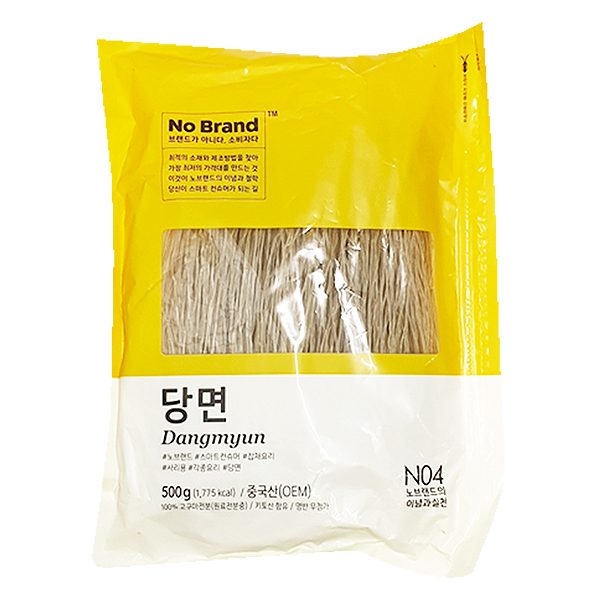 No Brand™
브랜드가 아니다. 소비자다
최적의 소재와 제조방법을 찾아
가장 최저의 가격대를 만드는 것
이것이 노브랜드의 이념과 철학
당신이 스마트 컨슈머가 되는 길
당면
Dangmyun
#노브랜드 #스마트컨슈머 #잡채요리
#사리용 #각종요리 #당면
500g (1,775 kcal) / 중국산(OEM)
100% 고구마전분(원료전분중) / 키토산 함유 / 명반 무첨가
N04
노브랜드의
이념과 실천